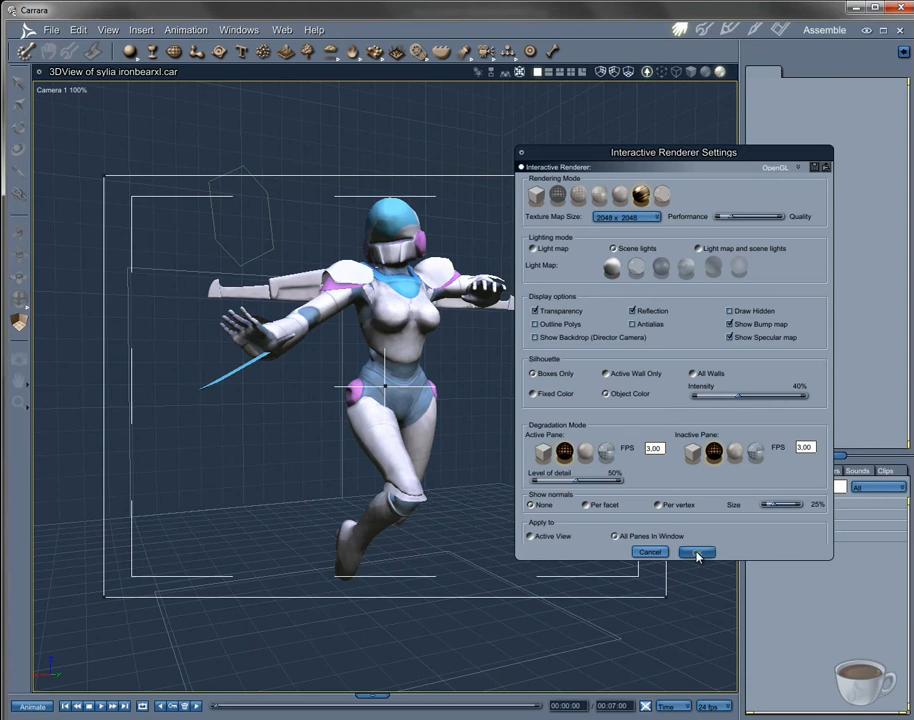 Carrara
File Edit View Insert Animation Windows Web Help
Assemble
3DView of sylia ironbearxl.car
Camera 1 100%
Interactive Renderer Settings
Interactive Renderer: OpenGL
Rendering Mode
Texture Map Size: 2048 x 2048 Performance Quality
Lighting mode
Light map Scene lights Light map and scene lights
Light Map:
Display options
Transparency Reflection Draw Hidden
Outline Polys Antialias Show Bump map
Show Backdrop (Director Camera) Show Specular map
Silhouette
Boxes Only Active Wall Only All Walls
Intensity 40%
Fixed Color Object Color
Degradation Mode
Active Pane: Inactive Pane:
FPS 3,00 FPS 3,00
Level of detail 50%
Show normals
None Per facet Per vertex Size 25%
Apply to
Active View All Panes In Window
Cancel
Sounds Clips
All
Animate 00:00:00 00:07:00 Time 24 fps